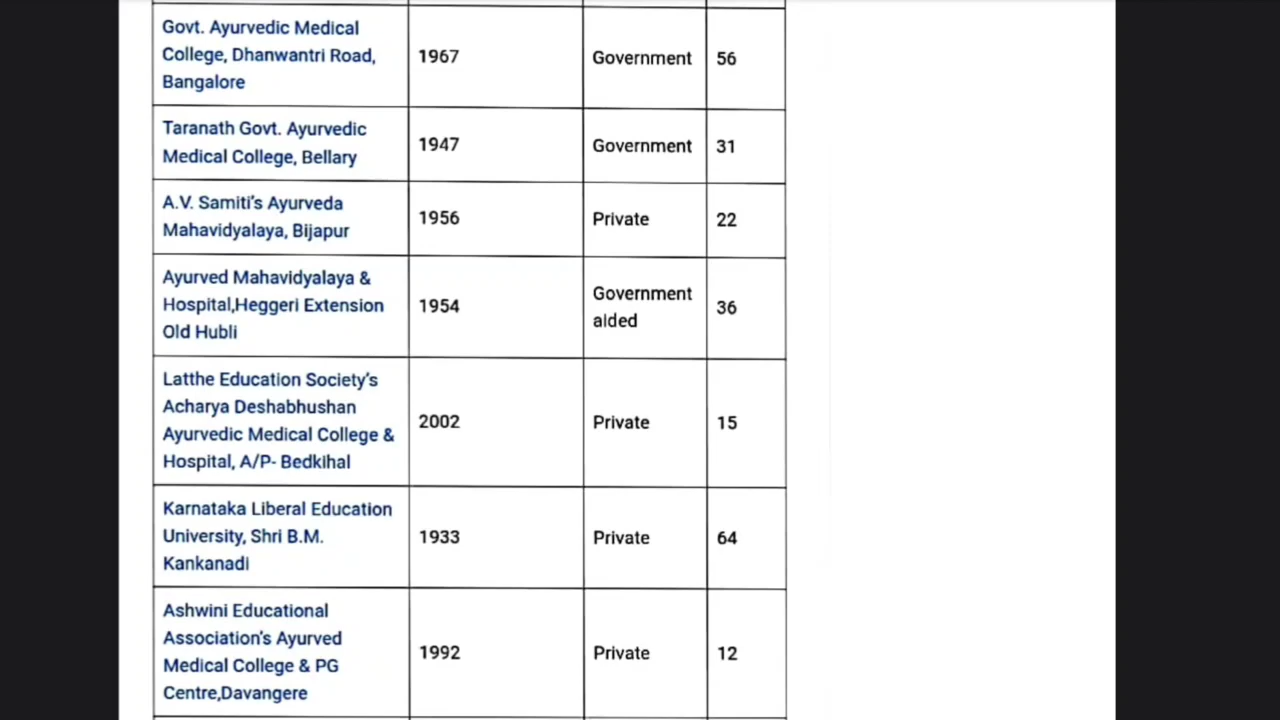 Govt. Ayurvedic Medical
College, Dhanwantri Road,
Bangalore
1967
Government
56
Taranath Govt. Ayurvedic
Medical College, Bellary
1947
Government
31
A.V. Samiti's Ayurveda
Mahavidyalaya, Bijapur
1956
Private
22
Ayurved Mahavidyalaya &
Hospital,Heggeri Extension
Old Hubli
1954
Government
aided
36
Latthe Education Society's
Acharya Deshabhushan
Ayurvedic Medical College &
Hospital, A/P- Bedkihal
2002
Private
15
Karnataka Liberal Education
University, Shri B.M.
Kankanadi
1933
Private
64
Ashwini Educational
Association's Ayurved
Medical College & PG
Centre,Davangere
1992
Private
12